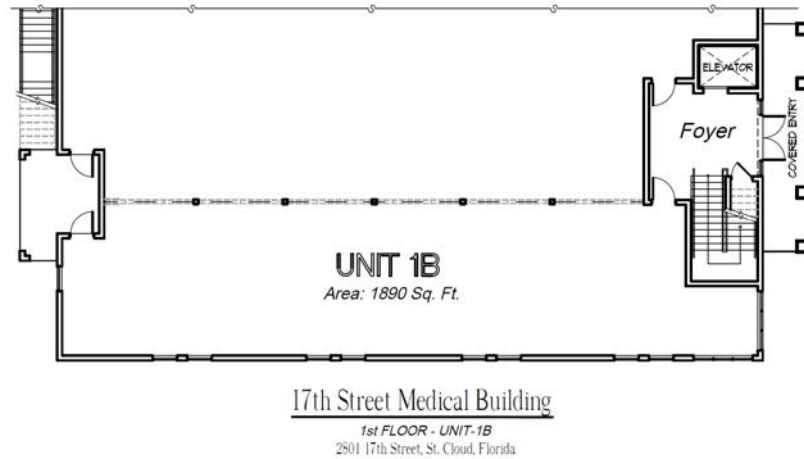 ELEVATOR
Foyer
COVERED ENTRY
UNIT 1B
Area: 1890 Sq. Ft.
17th Street Medical Building
1st FLOOR - UNIT-1B
2801 17th Street, St. Cloud, Florida